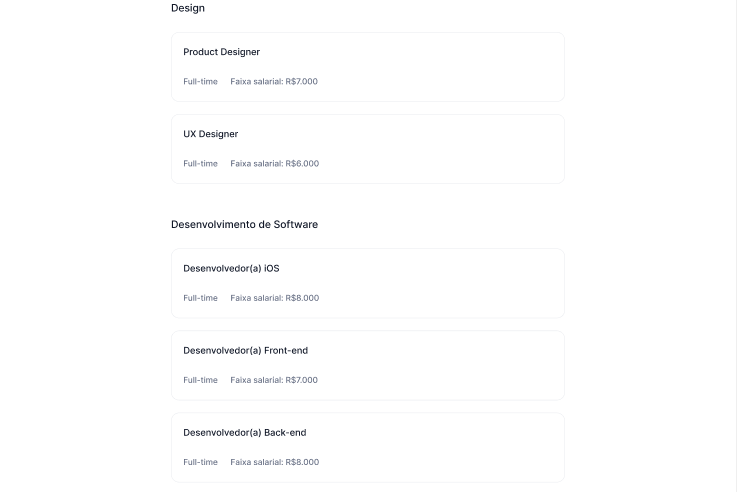 Design
Product Designer
Full-time Faixa salarial: R$7.000
UX Designer
Full-time Faixa salarial: R$6.000
Desenvolvimento de Software
Desenvolvedor(a) iOS
Full-time Faixa salarial: R$8.000
Desenvolvedor(a) Front-end
Full-time Faixa salarial: R$7.000
Desenvolvedor(a) Back-end
Full-time Faixa salarial: R$8.000